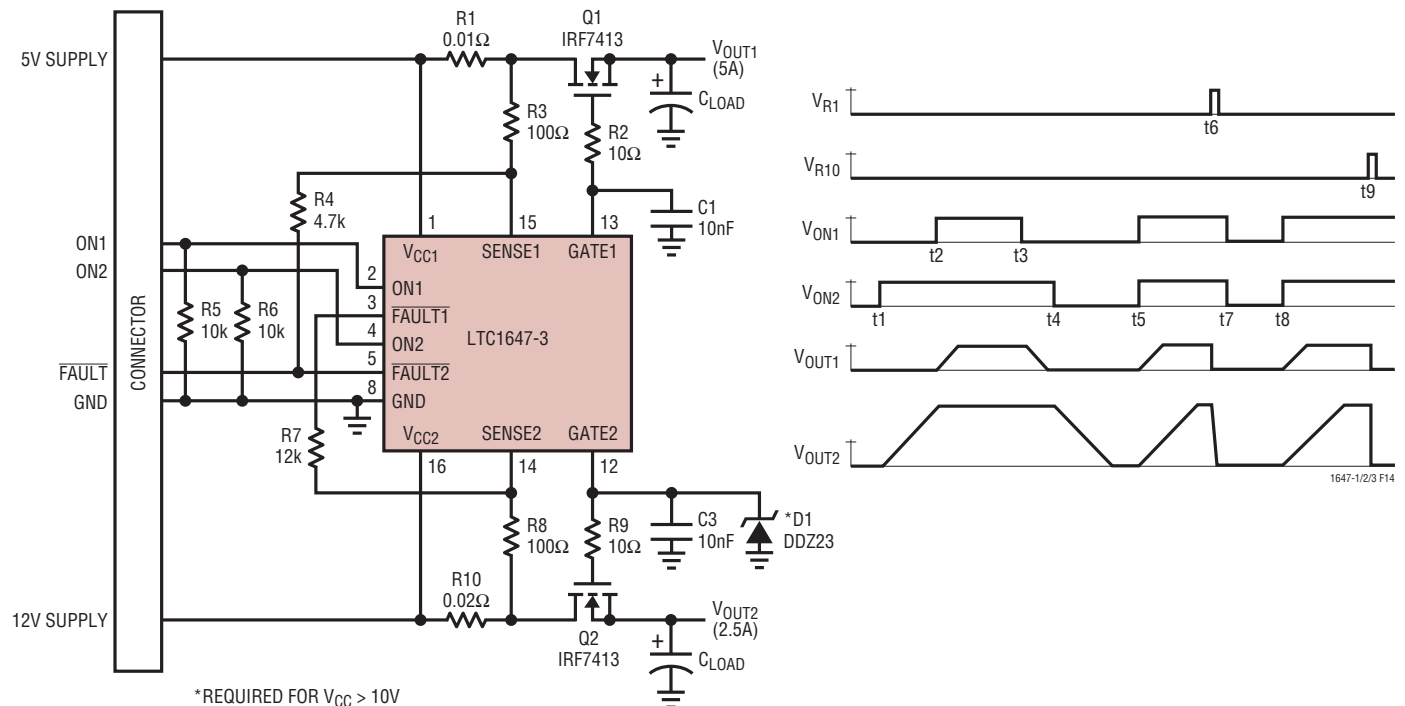 5V SUPPLY
R1
0.01Ω
Q1
IRF7413
VOUT1
(5A)
+
CLOAD
R3
100Ω
R2
10Ω
R4
4.7k
C1
10nF
1
15
13
VCC1
SENSE1
GATE1
ON1
ON2
2
ON1
3
FAULT1
4
ON2
5
FAULT2
8
GND
LTC1647-3
R5
10k
R6
10k
CONNECTOR
FAULT
GND
R7
12k
VCC2
SENSE2
GATE2
16
14
12
R8
100Ω
R9
10Ω
C3
10nF
*D1
DDZ23
12V SUPPLY
R10
0.02Ω
Q2
IRF7413
VOUT2
(2.5A)
+
CLOAD
*REQUIRED FOR VCC > 10V
VR1
t6
VR10
t9
VON1
t2
t3
VON2
t1
t4
t5
t7
t8
VOUT1
VOUT2
1647-1/2/3 F14